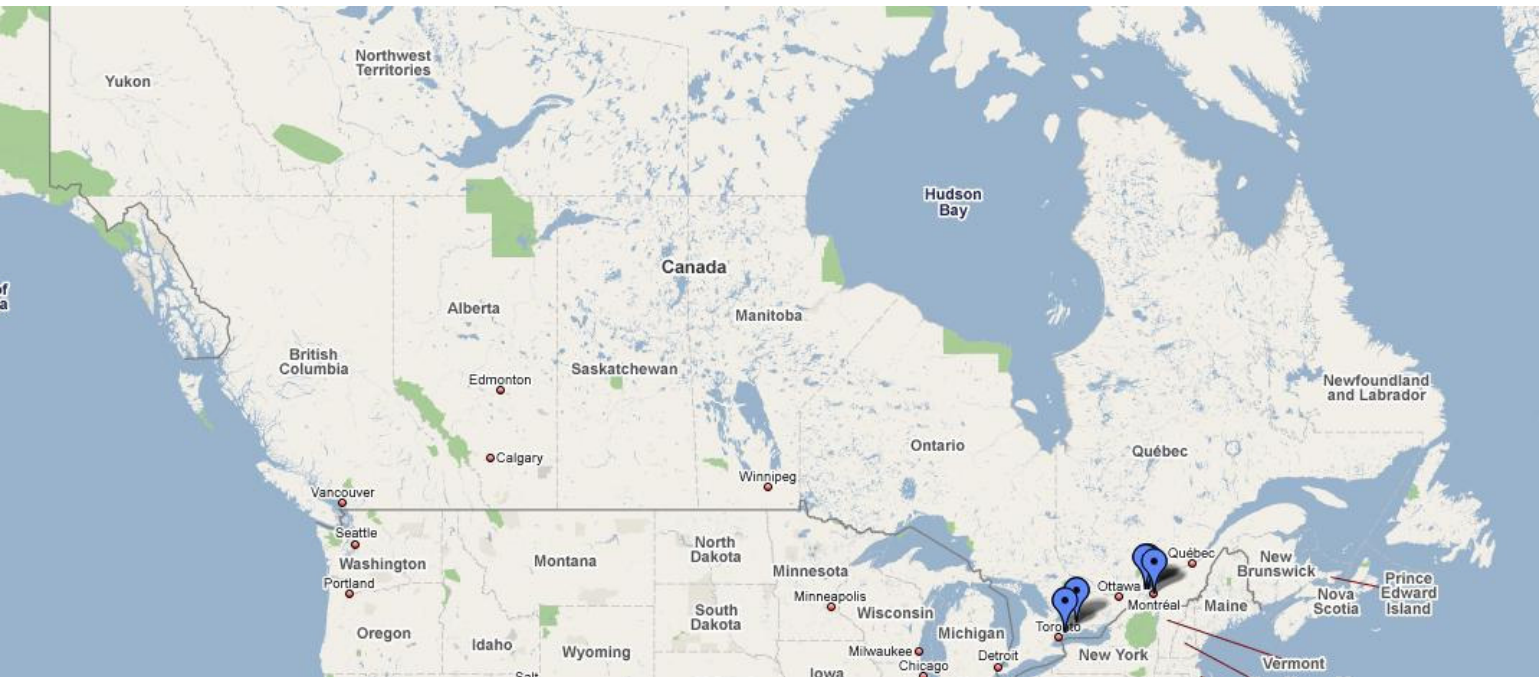 Yukon
Northwest
Territories
Hudson
Bay
Canada
of
a
Alberta
Manitoba
British
Columbia
Saskatchewan
Edmonton
Newfoundland
and Labrador
Ontario
Québec
Calgary
Winnipeg
Vancouver
Seattle
Washington
North
Dakota
Montana
Minnesota
Québec
New
Brunswick
Portland
Minneapolis
Ottawa
Prince
Edward
Island
Nova
Scotia
Montréal
Maine
South
Dakota
Wisconsin
Oregon
Idaho
Wyoming
Michigan
Toronto
Milwaukee
Detroit
New York
Vermont
Chicago
Iowa
Salt